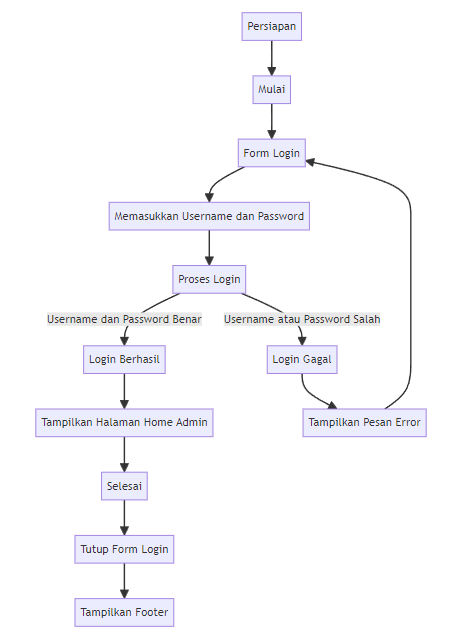 Persiapan
Mulai
Form Login
Memasukkan Username dan Password
Proses Login
Username dan Password Benar
Username atau Password Salah
Login Berhasil
Login Gagal
Tampilkan Halaman Home Admin
Tampilkan Pesan Error
Selesai
Tutup Form Login
Tampilkan Footer